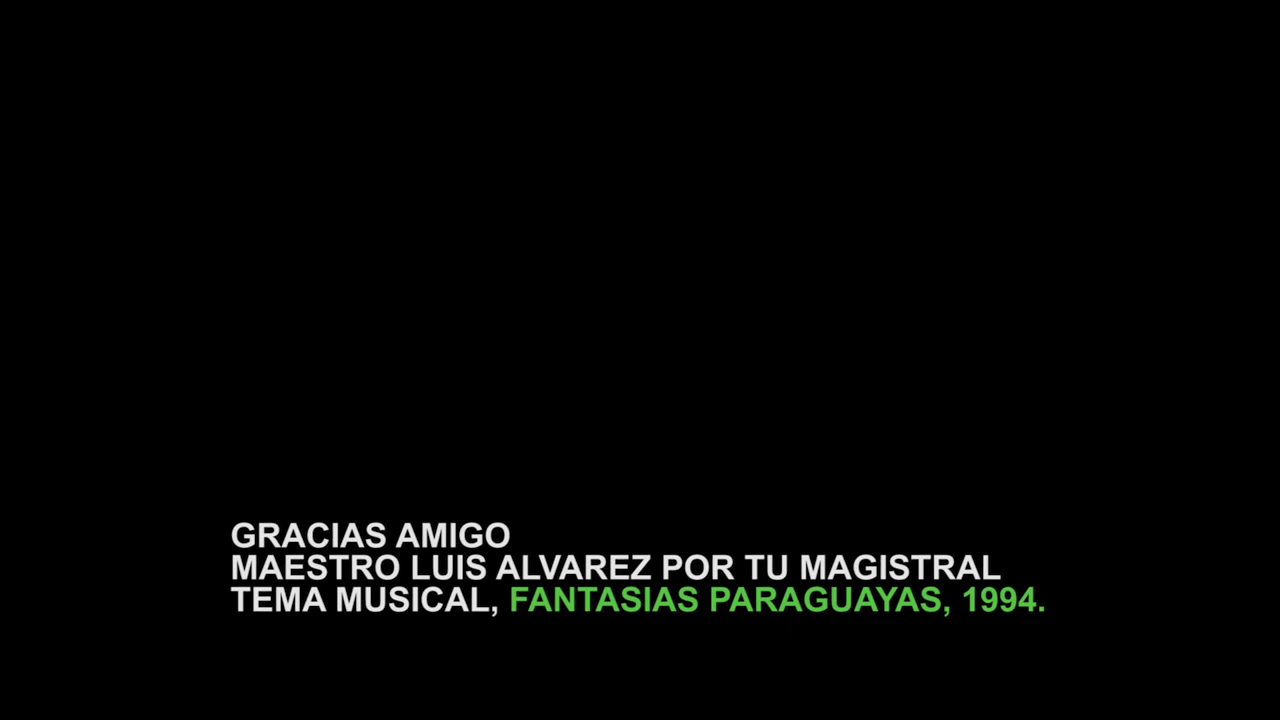 GRACIAS AMIGO
MAESTRO LUIS ALVAREZ POR TU MAGISTRAL
TEMA MUSICAL, FANTASIAS PARAGUAYAS, 1994.